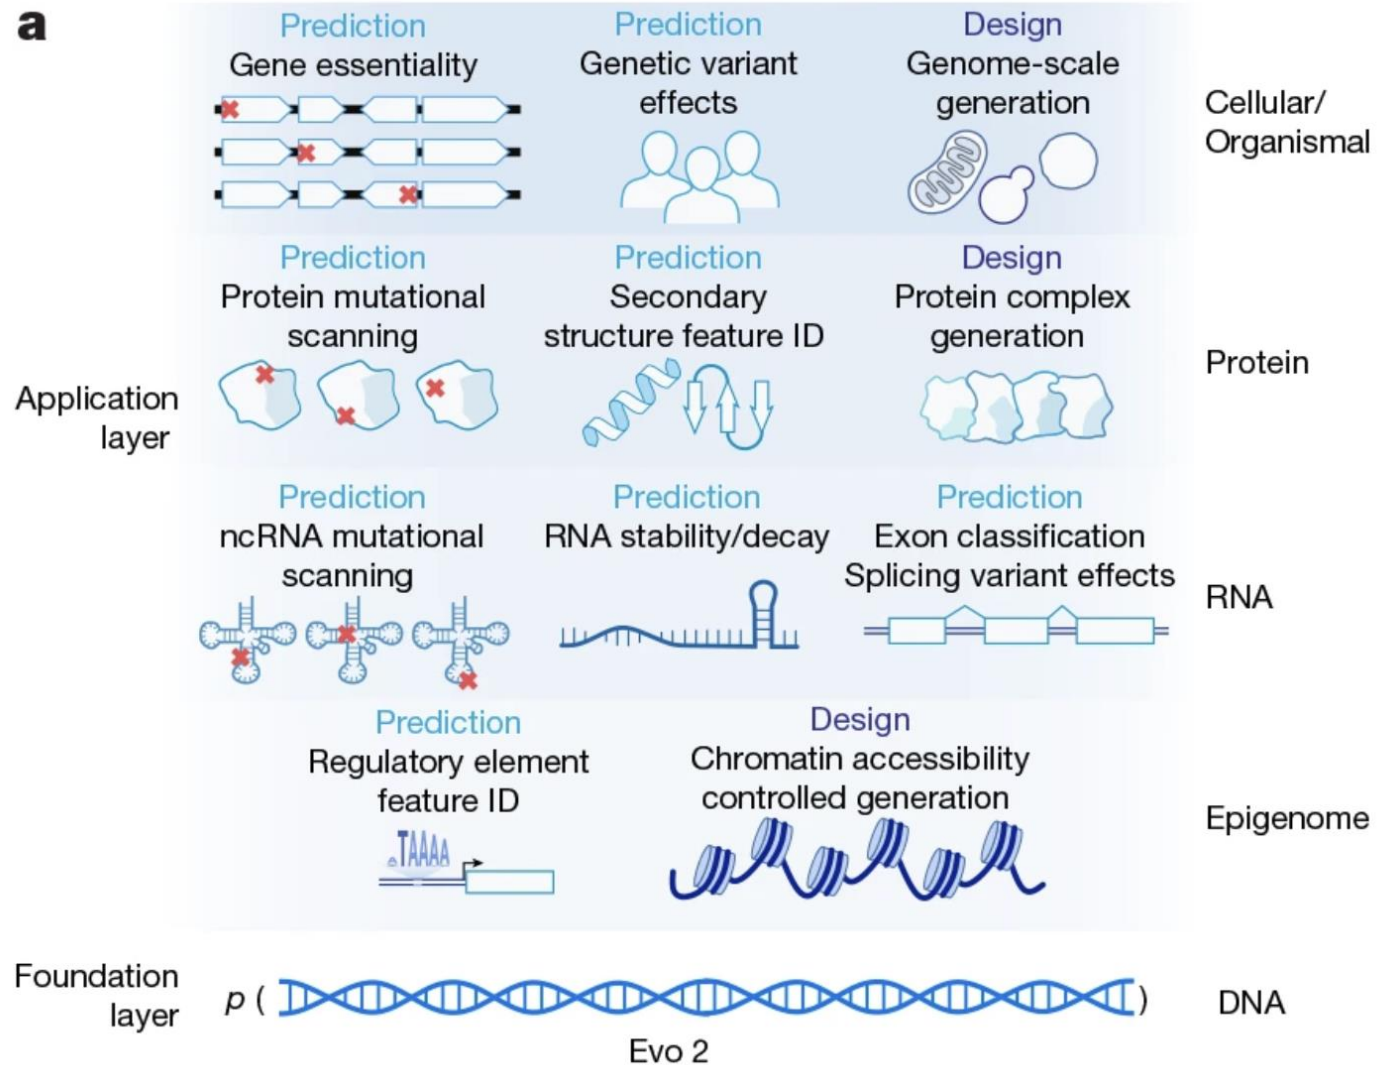 a
Prediction
Gene essentiality
Prediction
Genetic variant
effects
Design
Genome-scale
generation
Cellular/
Organismal
Prediction
Protein mutational
scanning
Prediction
Secondary
structure feature ID
Design
Protein complex
generation
Protein
Application
layer
Prediction
ncRNA mutational
scanning
Prediction
RNA stability/decay
Prediction
Exon classification
Splicing variant effects
RNA
Prediction
Regulatory element
feature ID
TAAAA
Design
Chromatin accessibility
controlled generation
Epigenome
Foundation
layer
p ( )
DNA
Evo 2